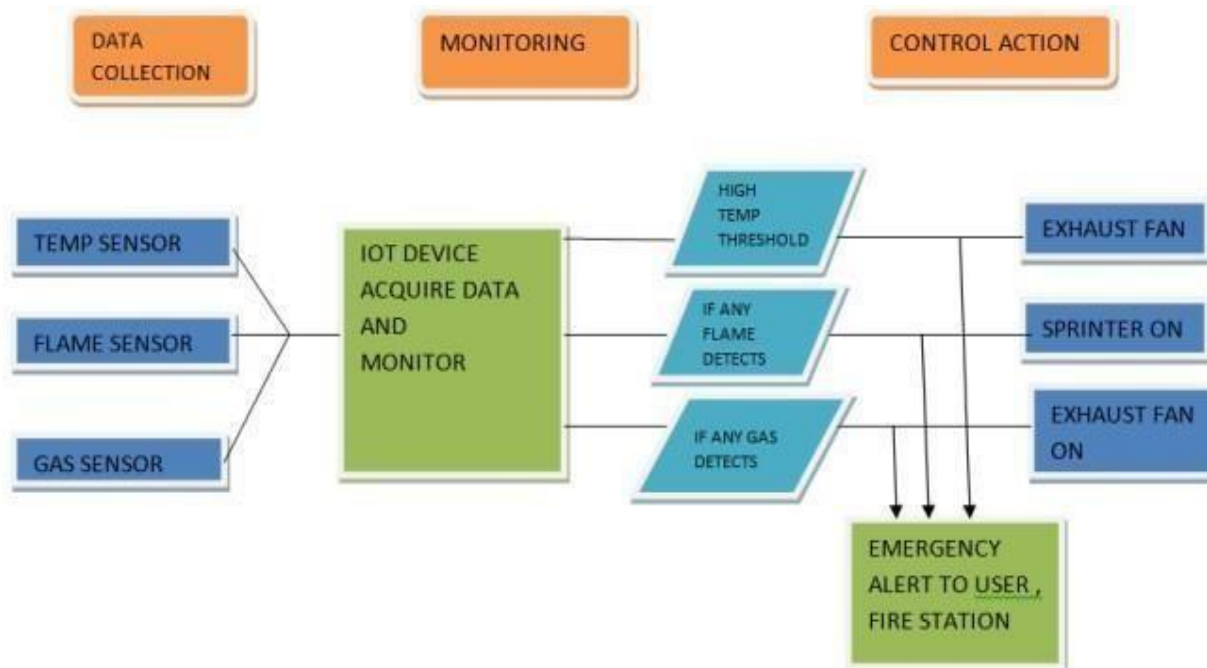 DATA
COLLECTION
MONITORING
CONTROL ACTION
TEMP SENSOR
FLAME SENSOR
GAS SENSOR
IOT DEVICE
ACQUIRE DATA
AND
MONITOR
HIGH
TEMP
THRESHOLD
IF ANY
FLAME
DETECTS
IF ANY GAS
DETECTS
EXHAUST FAN
SPRINTER ON
EXHAUST FAN
ON
EMERGENCY
ALERT TO USER ,
FIRE STATION